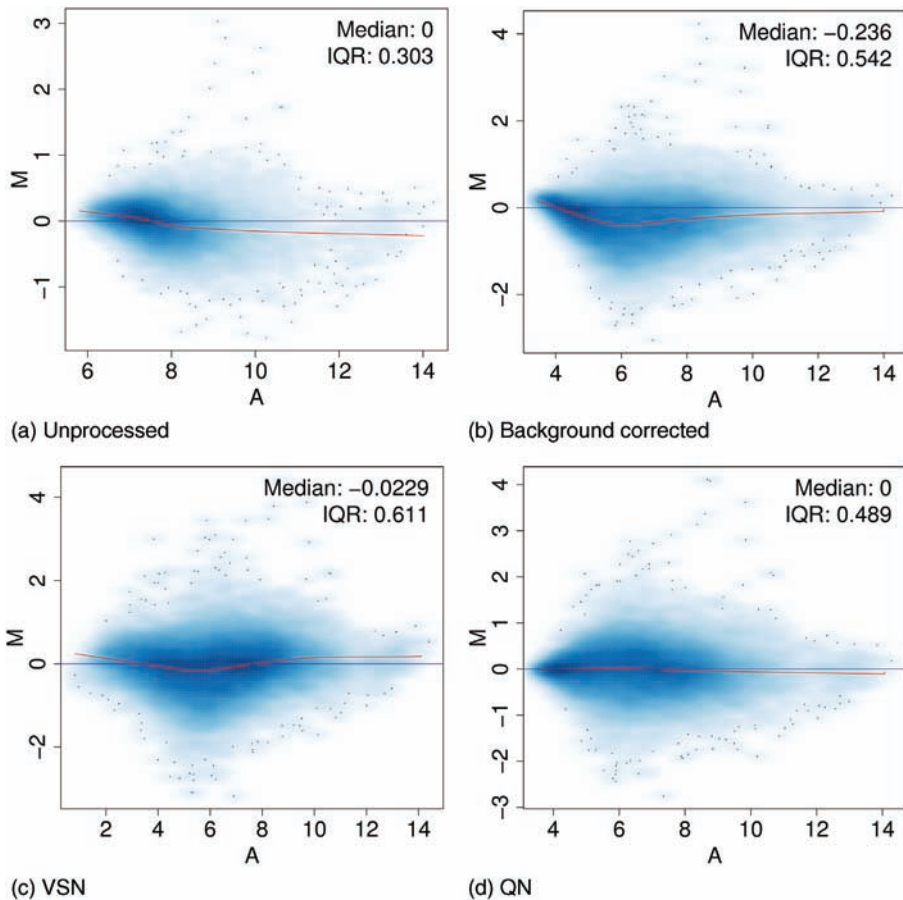 Median: 0
IQR: 0.303
3
2
1
0
−1
M
6
8
10
12
14
A
(a) Unprocessed
Median: −0.236
IQR: 0.542
4
2
0
−2
M
4
6
8
10
12
14
A
(b) Background corrected
Median: −0.0229
IQR: 0.611
4
2
0
−2
M
2
4
6
8
10
12
14
A
(c) VSN
Median: 0
IQR: 0.489
4
3
2
1
0
−1
−2
−3
M
4
6
8
10
12
14
A
(d) QN